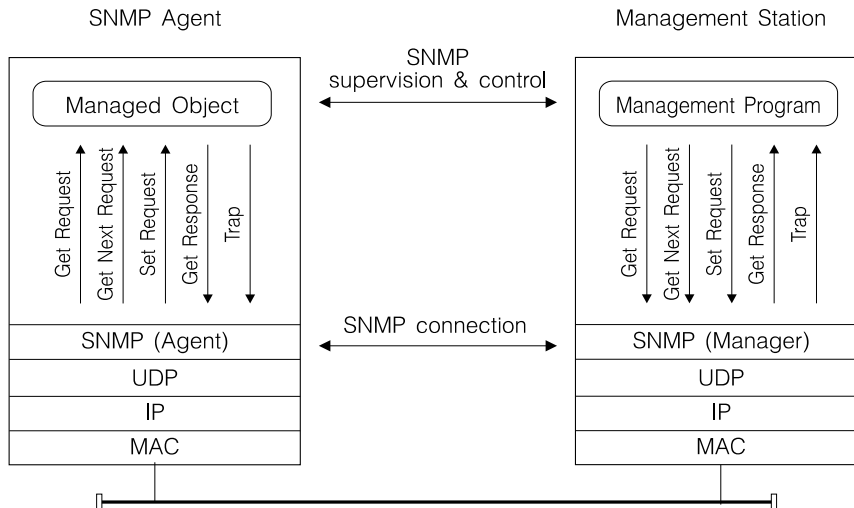 SNMP Agent
Management Station
SNMP
supervision & control
Managed Object
Management Program
Get Request
Get Next Request
Set Request
Get Response
Trap
Get Request
Get Next Request
Set Request
Get Response
Trap
SNMP connection
SNMP (Agent)
UDP
IP
MAC
SNMP (Manager)
UDP
IP
MAC